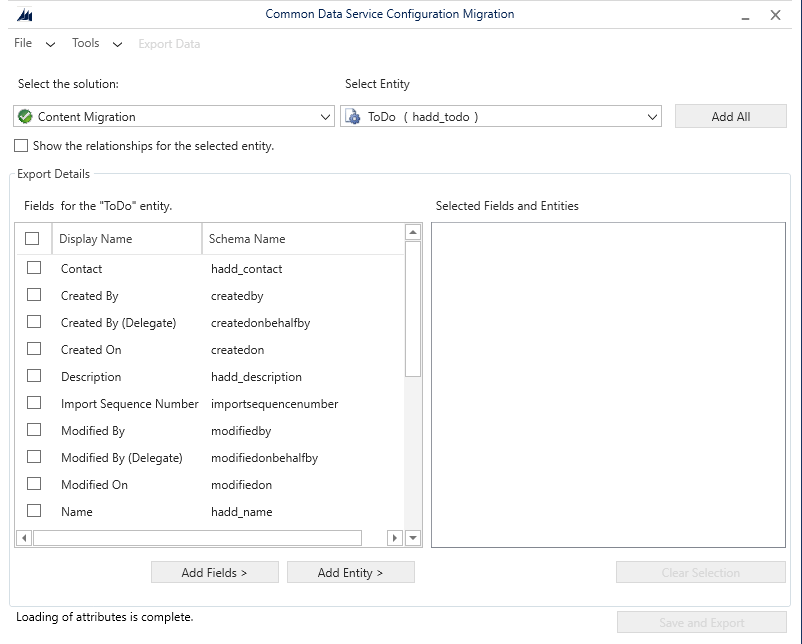 Common Data Service Configuration Migration
File Tools Export Data
Select the solution: Select Entity
Content Migration ToDo ( hadd_todo ) Add All
Show the relationships for the selected entity.
Export Details
Fields for the "ToDo" entity. Selected Fields and Entities
Display Name Schema Name
Contact hadd_contact
Created By createdby
Created By (Delegate) createdonbehalfby
Created On createdon
Description hadd_description
Import Sequence Number importsequencenumber
Modified By modifiedby
Modified By (Delegate) modifiedonbehalfby
Modified On modifiedon
Name hadd_name
Add Fields > Add Entity > Clear Selection
Loading of attributes is complete. Save and Export